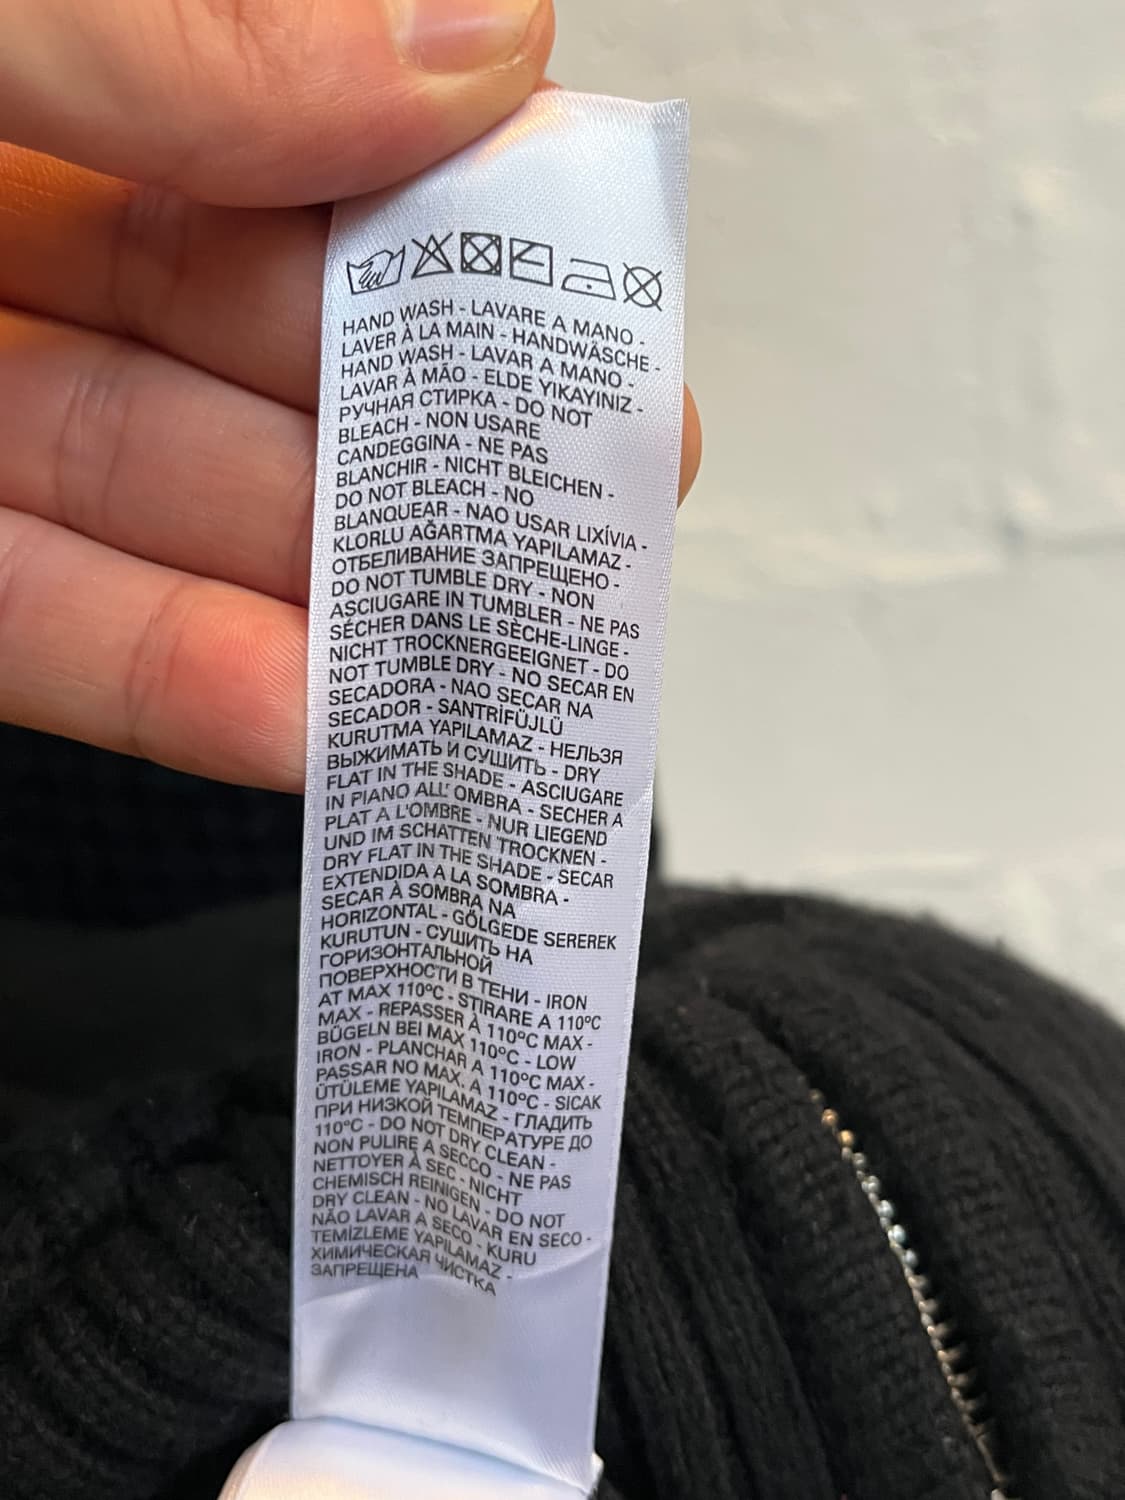 HAND WASH - LAVARE A MANO -
LAVER À LA MAIN - HANDWÄSCHE -
HAND WASH - LAVAR A MANO -
LAVAR À MÃO - ELDE YIKAYINIZ -
РУЧНАЯ СТИРКА - DO NOT
BLEACH - NON USARE
CANDEGGINA - NE PAS
BLANCHIR - NICHT BLEICHEN -
DO NOT BLEACH - NO
BLANQUEAR - NAO USAR LIXÍVIA -
KLORLU AĞARTMA YAPILAMAZ -
ОТБЕЛИВАНИЕ ЗАПРЕЩЕНО -
DO NOT TUMBLE DRY - NON
ASCIUGARE IN TUMBLER - NE PAS
SÉCHER DANS LE SÈCHE-LINGE -
NICHT TROCKNERGEEIGNET - DO
NOT TUMBLE DRY - NO SECAR EN
SECADORA - NAO SECAR NA
SECADOR - SANTRİFÜJLÜ
KURUTMA YAPILAMAZ - НЕЛЬЗЯ
ВЫЖИМАТЬ И СУШИТЬ - DRY
FLAT IN THE SHADE - ASCIUGARE
IN PIANO ALL' OMBRA - SECHER A
PLAT A L'OMBRE - NUR LIEGEND
UND IM SCHATTEN TROCKNEN -
DRY FLAT IN THE SHADE - SECAR
EXTENDIDA A LA SOMBRA -
SECAR À SOMBRA NA
HORIZONTAL - GÖLGEDE SEREREK
KURUTUN - СУШИТЬ НА
ГОРИЗОНТАЛЬНОЙ
ПОВЕРХНОСТИ В ТЕНИ - IRON
AT MAX 110°C - STIRARE A 110°C
MAX - REPASSER À 110°C MAX -
BÜGELN BEI MAX 110°C - LOW
IRON - PLANCHAR A 110°C MAX -
PASSAR NO MAX. A 110°C - SICAK
ÜTÜLEME YAPILAMAZ - ГЛАДИТЬ
ПРИ НИЗКОЙ ТЕМПЕРАТУРЕ ДО
110°C - DO NOT DRY CLEAN -
NON PULIRE A SECCO - NE PAS
NETTOYER À SEC - NICHT
CHEMISCH REINIGEN - DO NOT
DRY CLEAN - NO LAVAR EN SECO -
NÃO LAVAR A SECO - KURU
TEMİZLEME YAPILAMAZ -
ХИМИЧЕСКАЯ ЧИСТКА
ЗАПРЕЩЕНА